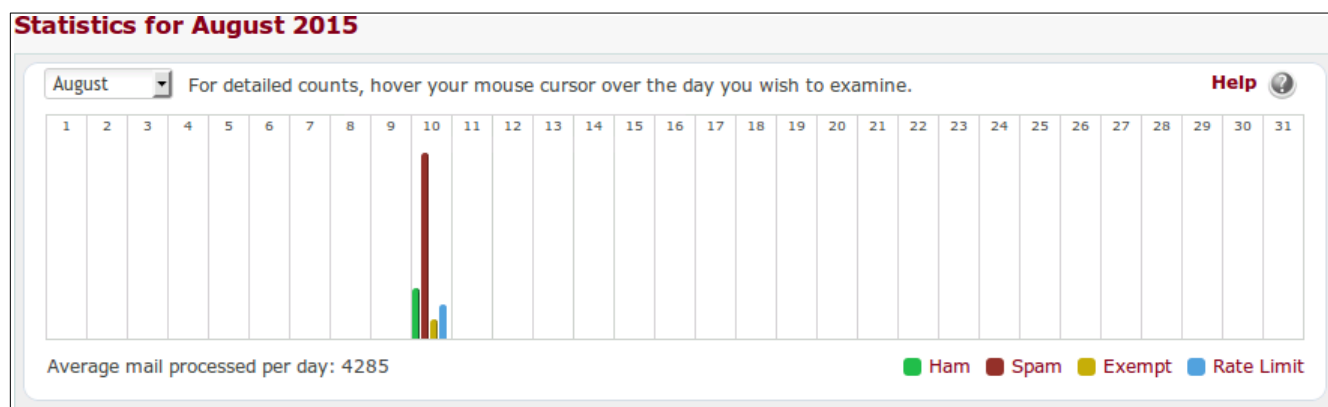 Statistics for August 2015
August For detailed counts, hover your mouse cursor over the day you wish to examine. Help ?
1 2 3 4 5 6 7 8 9 10 11 12 13 14 15 16 17 18 19 20 21 22 23 24 25 26 27 28 29 30 31
Average mail processed per day: 4285 Ham Spam Exempt Rate Limit